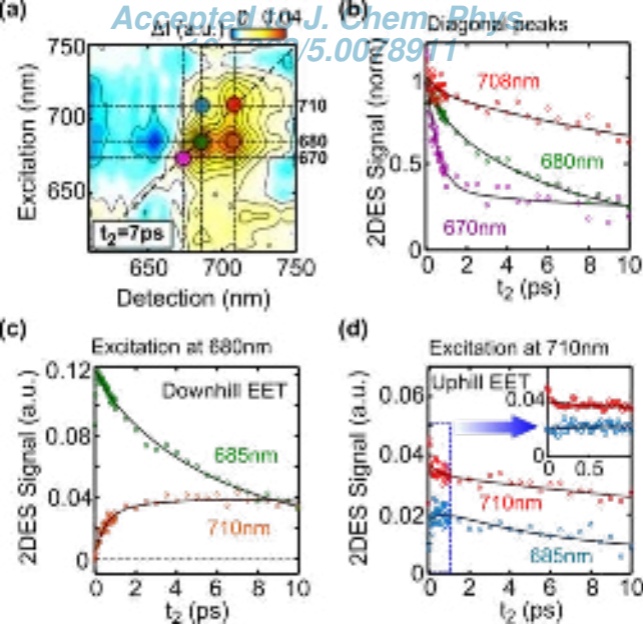 Accepted to J. Chem. Phys.
/5.0078911
(a)
ΔT (a.u.)
0 0.04
750
700
650
Excitation (nm)
710
680
670
t₂=7ps
650 700 750
Detection (nm)
(b)
Diagonal peaks
2DES Signal (norm)
1
0.5
0
708nm
680nm
670nm
0 2 4 6 8 10
t₂ (ps)
(c)
Excitation at 680nm
Downhill EET
2DES Signal (a.u.)
0.12
0.08
0.04
0
685nm
710nm
0 2 4 6 8 10
t₂ (ps)
(d)
Excitation at 710nm
Uphill EET
2DES Signal (a.u.)
0.06
0.04
0.02
0
0.04
0
0 0.5
710nm
685nm
0 2 4 6 8 10
t₂ (ps)